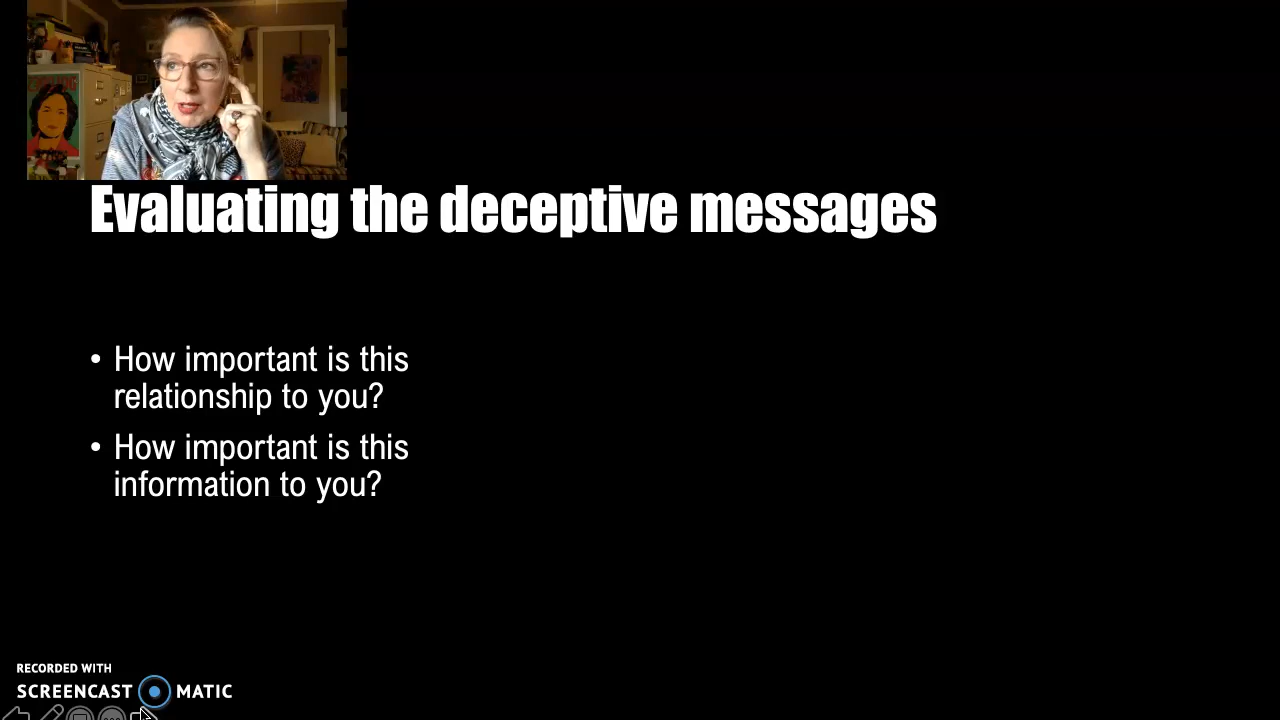 Evaluating the deceptive messages
• How important is this
relationship to you?
• How important is this
information to you?
RECORDED WITH
SCREENCAST MATIC